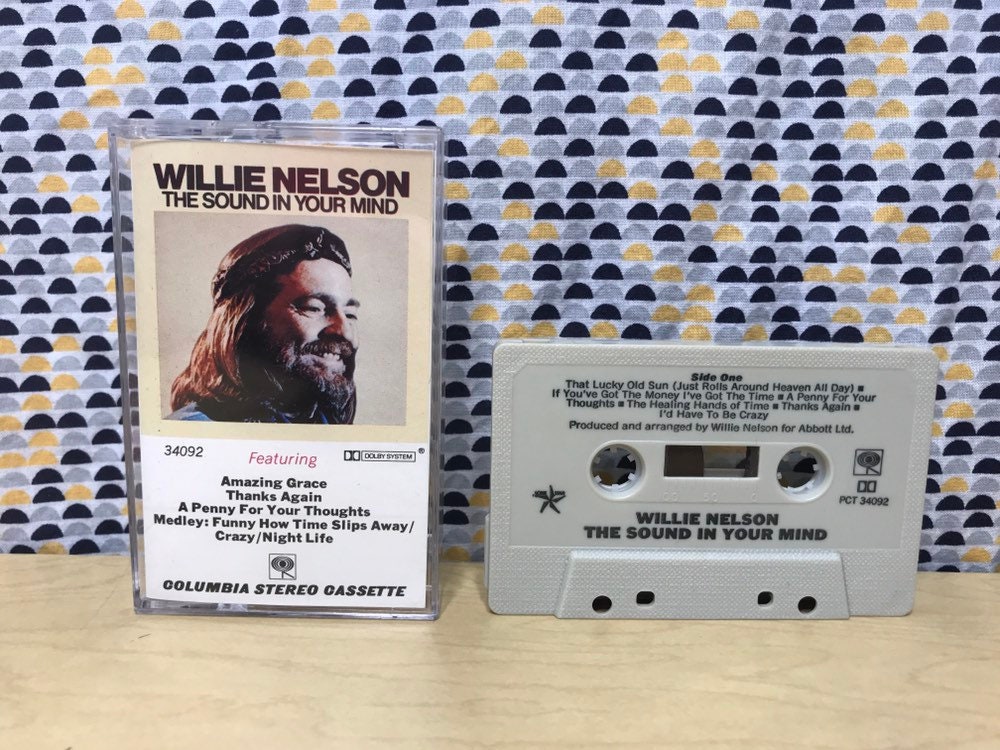 WILLIE NELSON
THE SOUND IN YOUR MIND
34092
Featuring
DOLBY SYSTEM ®
Amazing Grace
Thanks Again
A Penny For Your Thoughts
Medley: Funny How Time Slips Away/
Crazy/Night Life
COLUMBIA STEREO CASSETTE
Side One
That Lucky Old Sun (Just Rolls Around Heaven All Day) ■
If You've Got The Money I've Got The Time ■ A Penny For Your
Thoughts ■ The Healing Hands of Time ■ Thanks Again ■
I'd Have To Be Crazy
Produced and arranged by Willie Nelson for Abbott Ltd.
100 50 0
PCT 34092
WILLIE NELSON
THE SOUND IN YOUR MIND